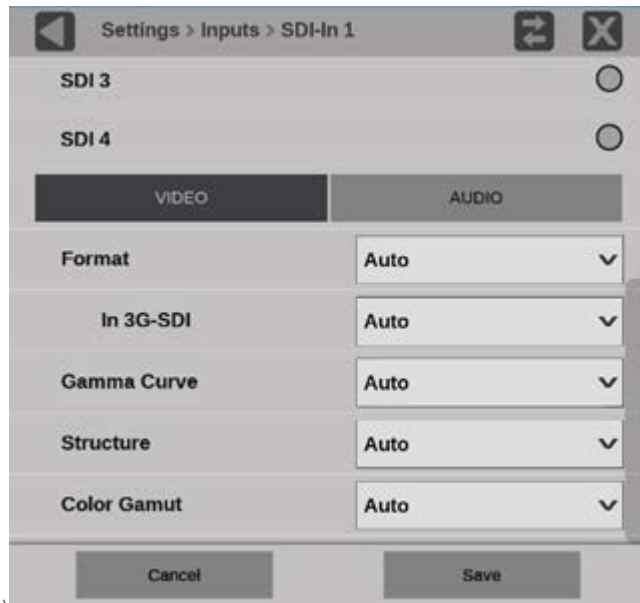 Settings > Inputs > SDI-In 1
SDI 3
SDI 4
VIDEO AUDIO
Format Auto
In 3G-SDI Auto
Gamma Curve Auto
Structure Auto
Color Gamut Auto
Cancel Save